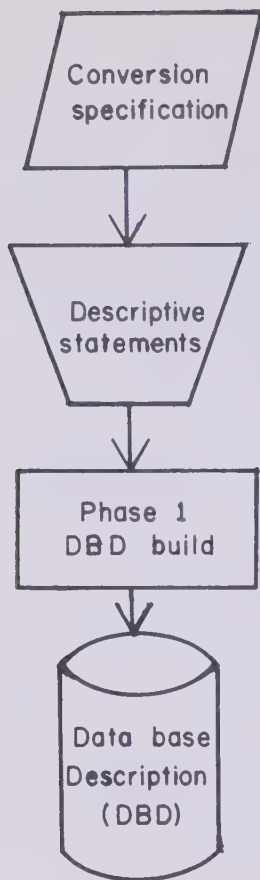 Conversion
specification
Descriptive
statements
Phase 1
DBD build
Data base
Description
(DBD)